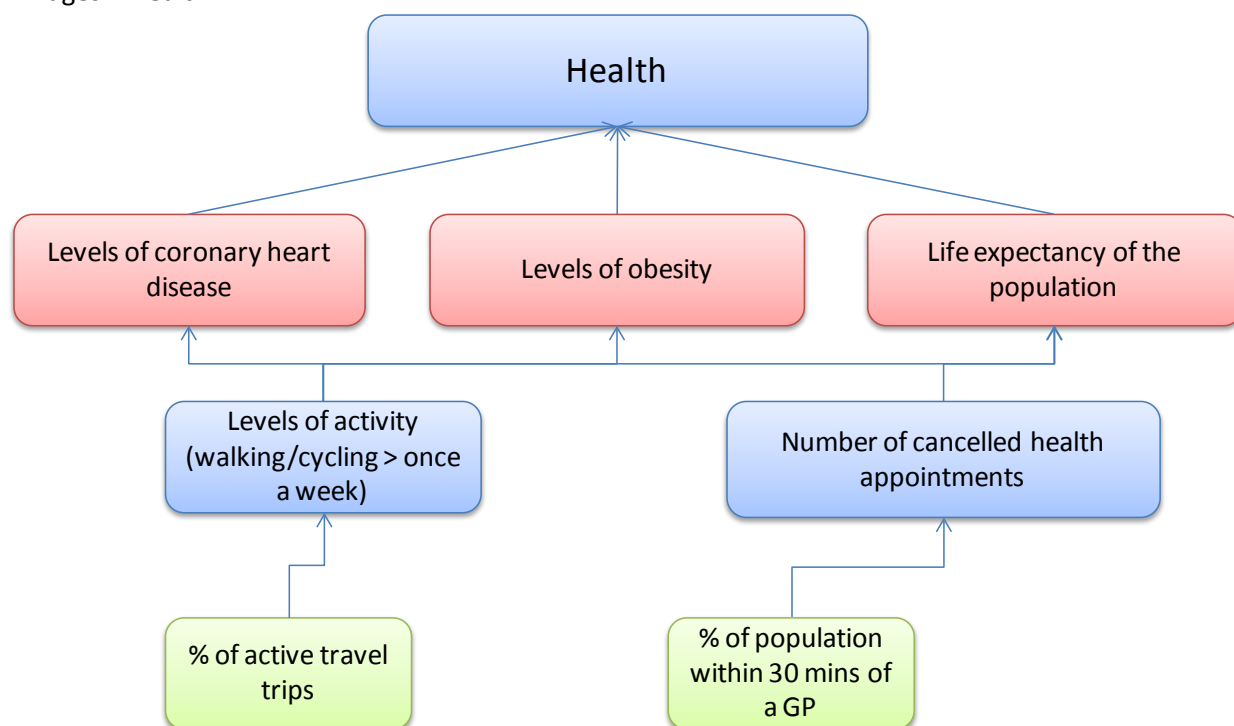 Health
Levels of coronary heart
disease
Levels of obesity
Life expectancy of the
population
Levels of activity
(walking/cycling > once
a week)
Number of cancelled health
appointments
% of active travel
trips
% of population
within 30 mins of
a GP